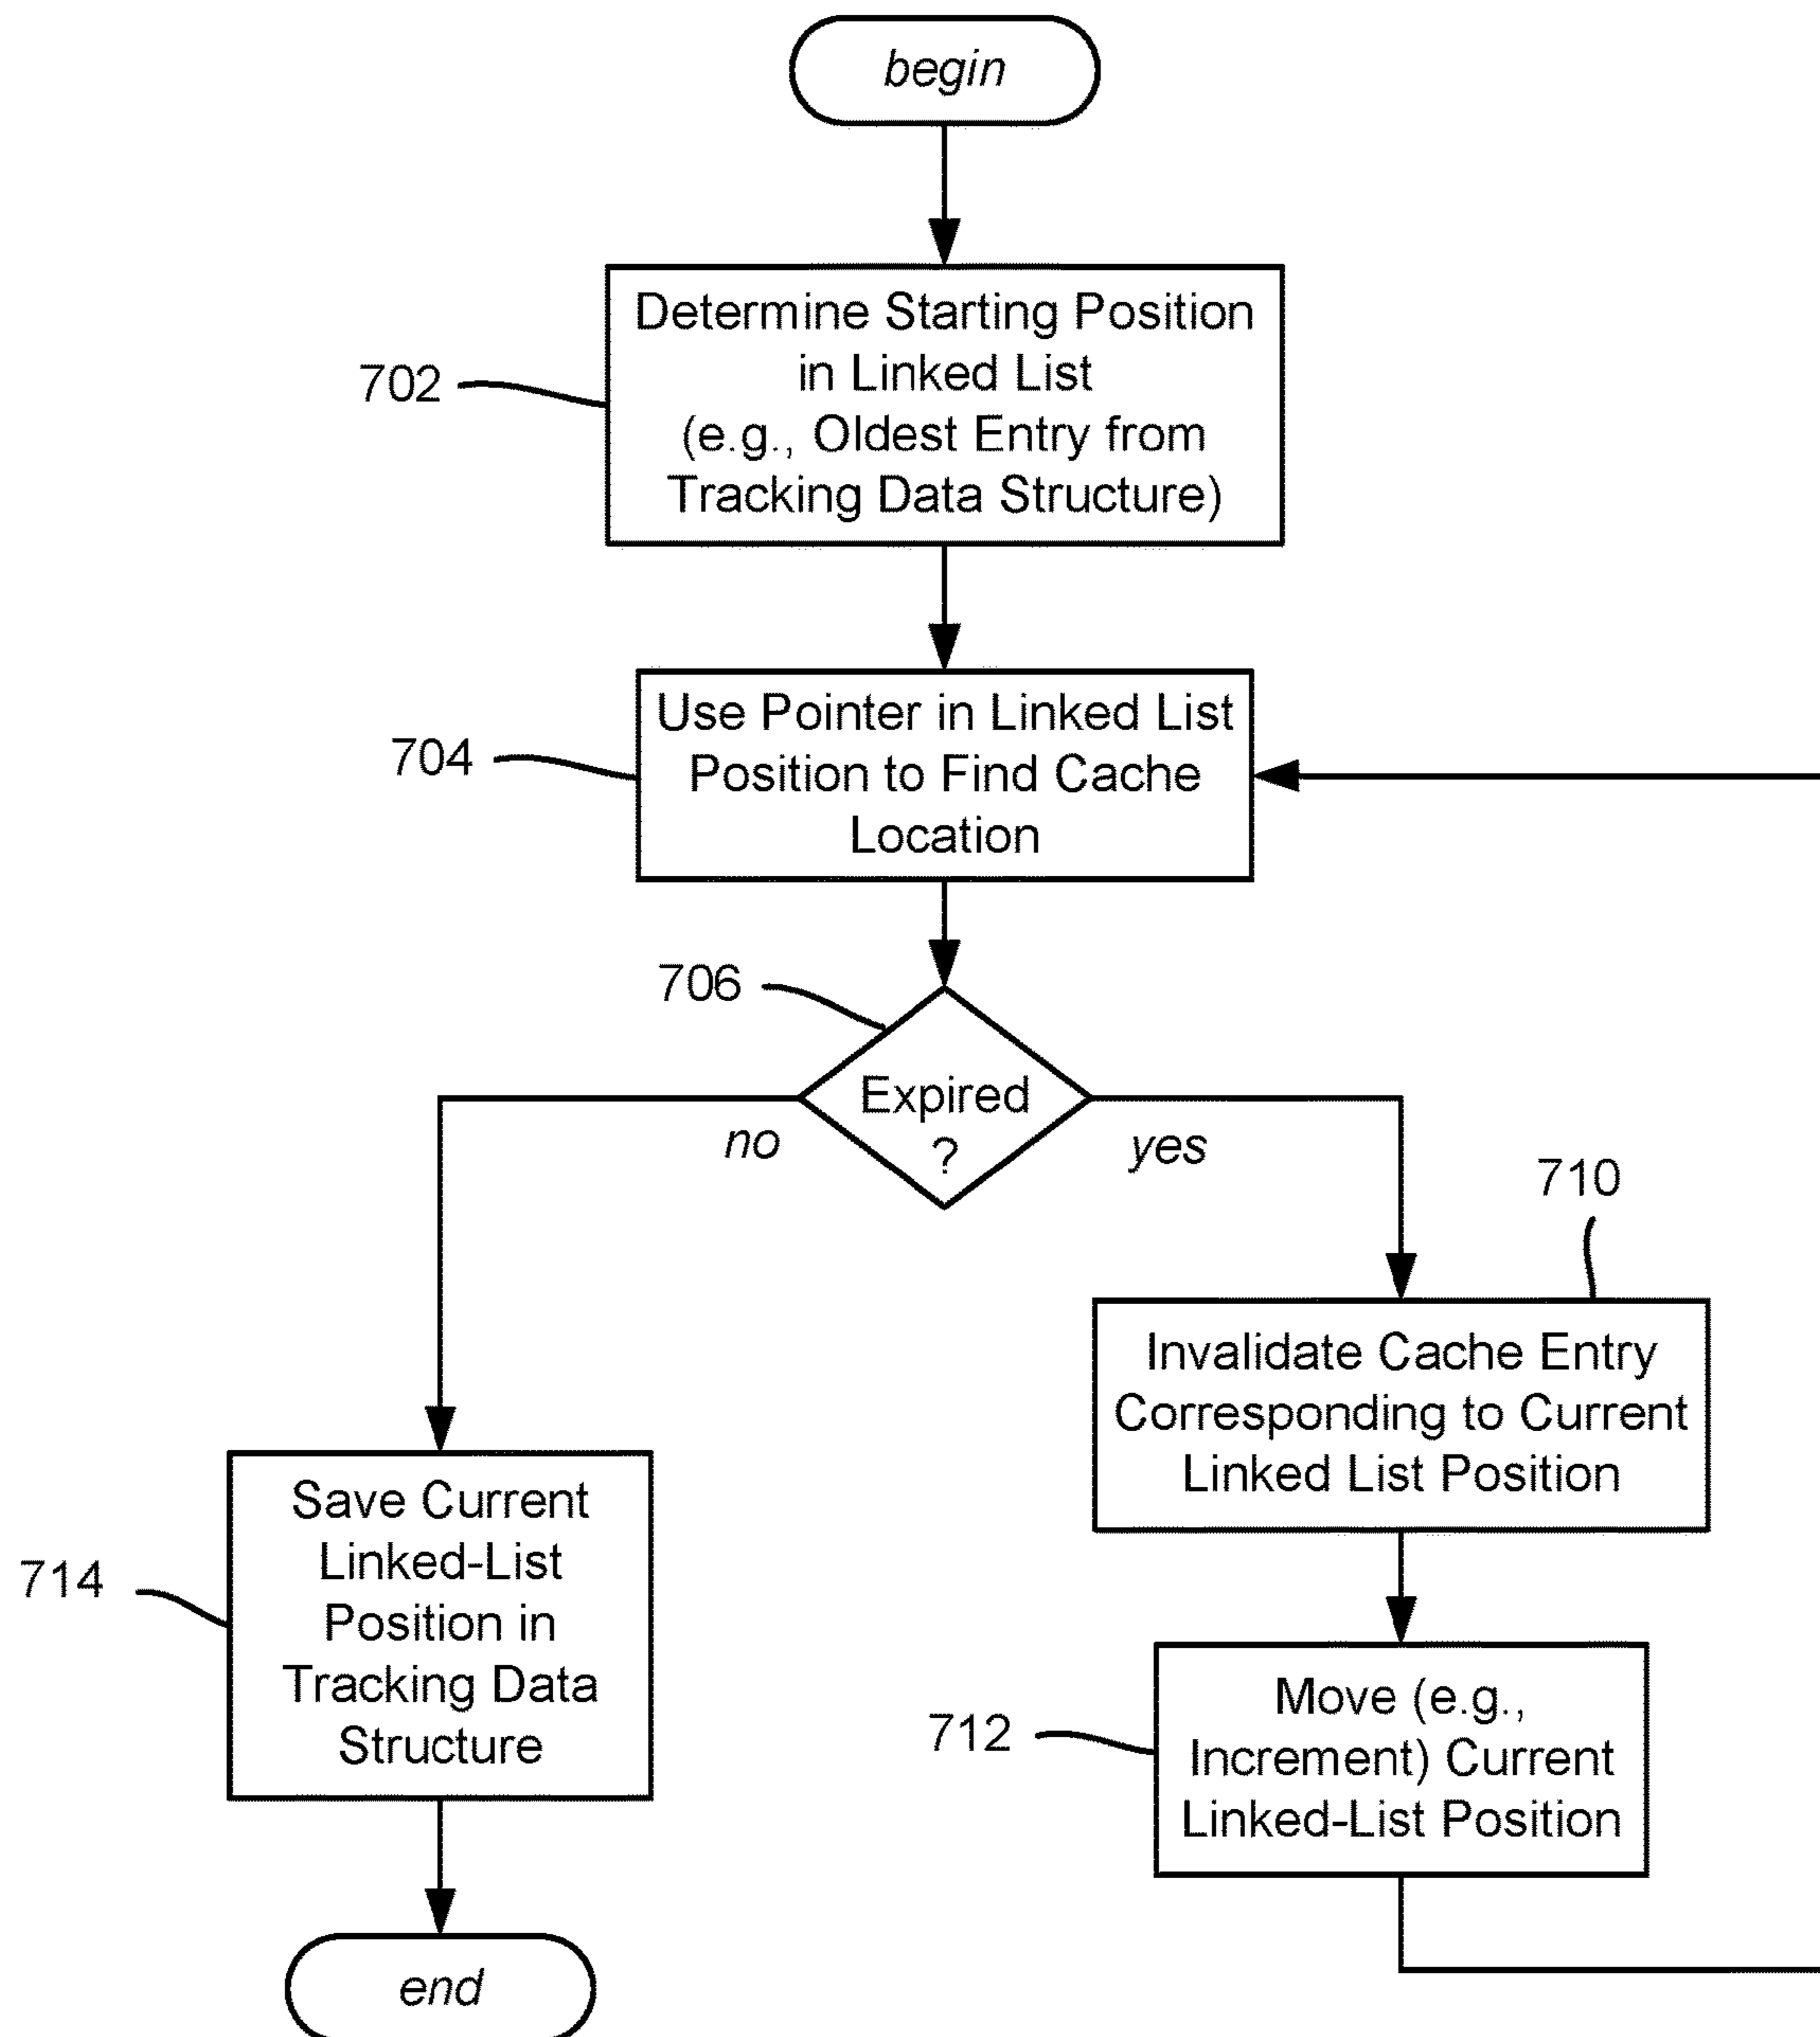 begin
702
Determine Starting Position
in Linked List
(e.g., Oldest Entry from
Tracking Data Structure)
704
Use Pointer in Linked List
Position to Find Cache
Location
706
Expired
?
no
yes
710
Invalidate Cache Entry
Corresponding to Current
Linked List Position
714
Save Current
Linked-List
Position in
Tracking Data
Structure
712
Move (e.g.,
Increment) Current
Linked-List Position
end